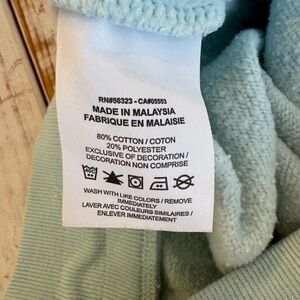 RN#56323 - CA#05553
MADE IN MALAYSIA
FABRIQUE EN MALAISIE
80% COTTON / COTON
20% POLYESTER
EXCLUSIVE OF DECORATION /
DECORATION NON COMPRISE
WASH WITH LIKE COLORS / REMOVE
IMMEDIATELY
LAVER AVEC COULEURS SIMILAIRES /
ENLEVER IMMEDIATEMENT